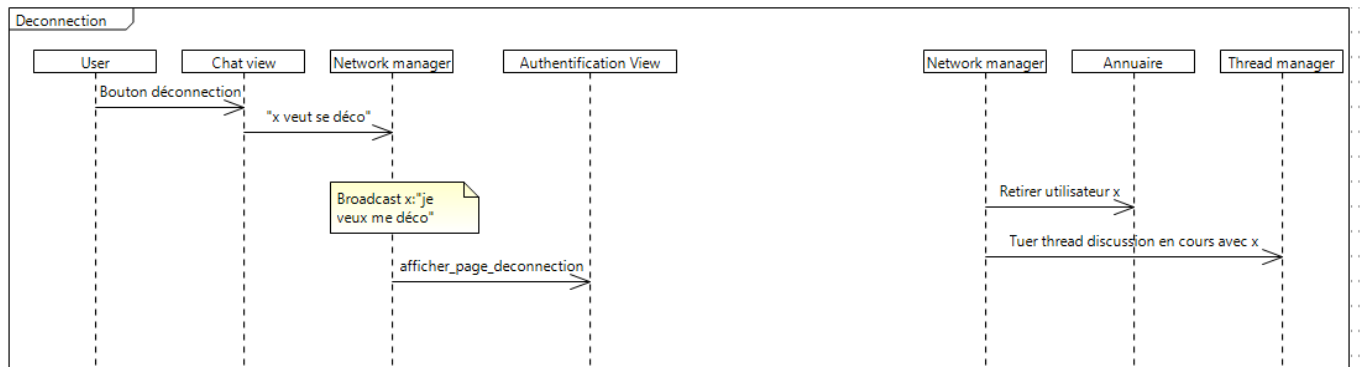 Deconnection
User
Chat view
Network manager
Authentification View
Network manager
Annuaire
Thread manager
Bouton déconnection
"x veut se déco"
Broadcast x:"je
veux me déco"
Retirer utilisateur x
Tuer thread discussion en cours avec x
afficher_page_deconnection